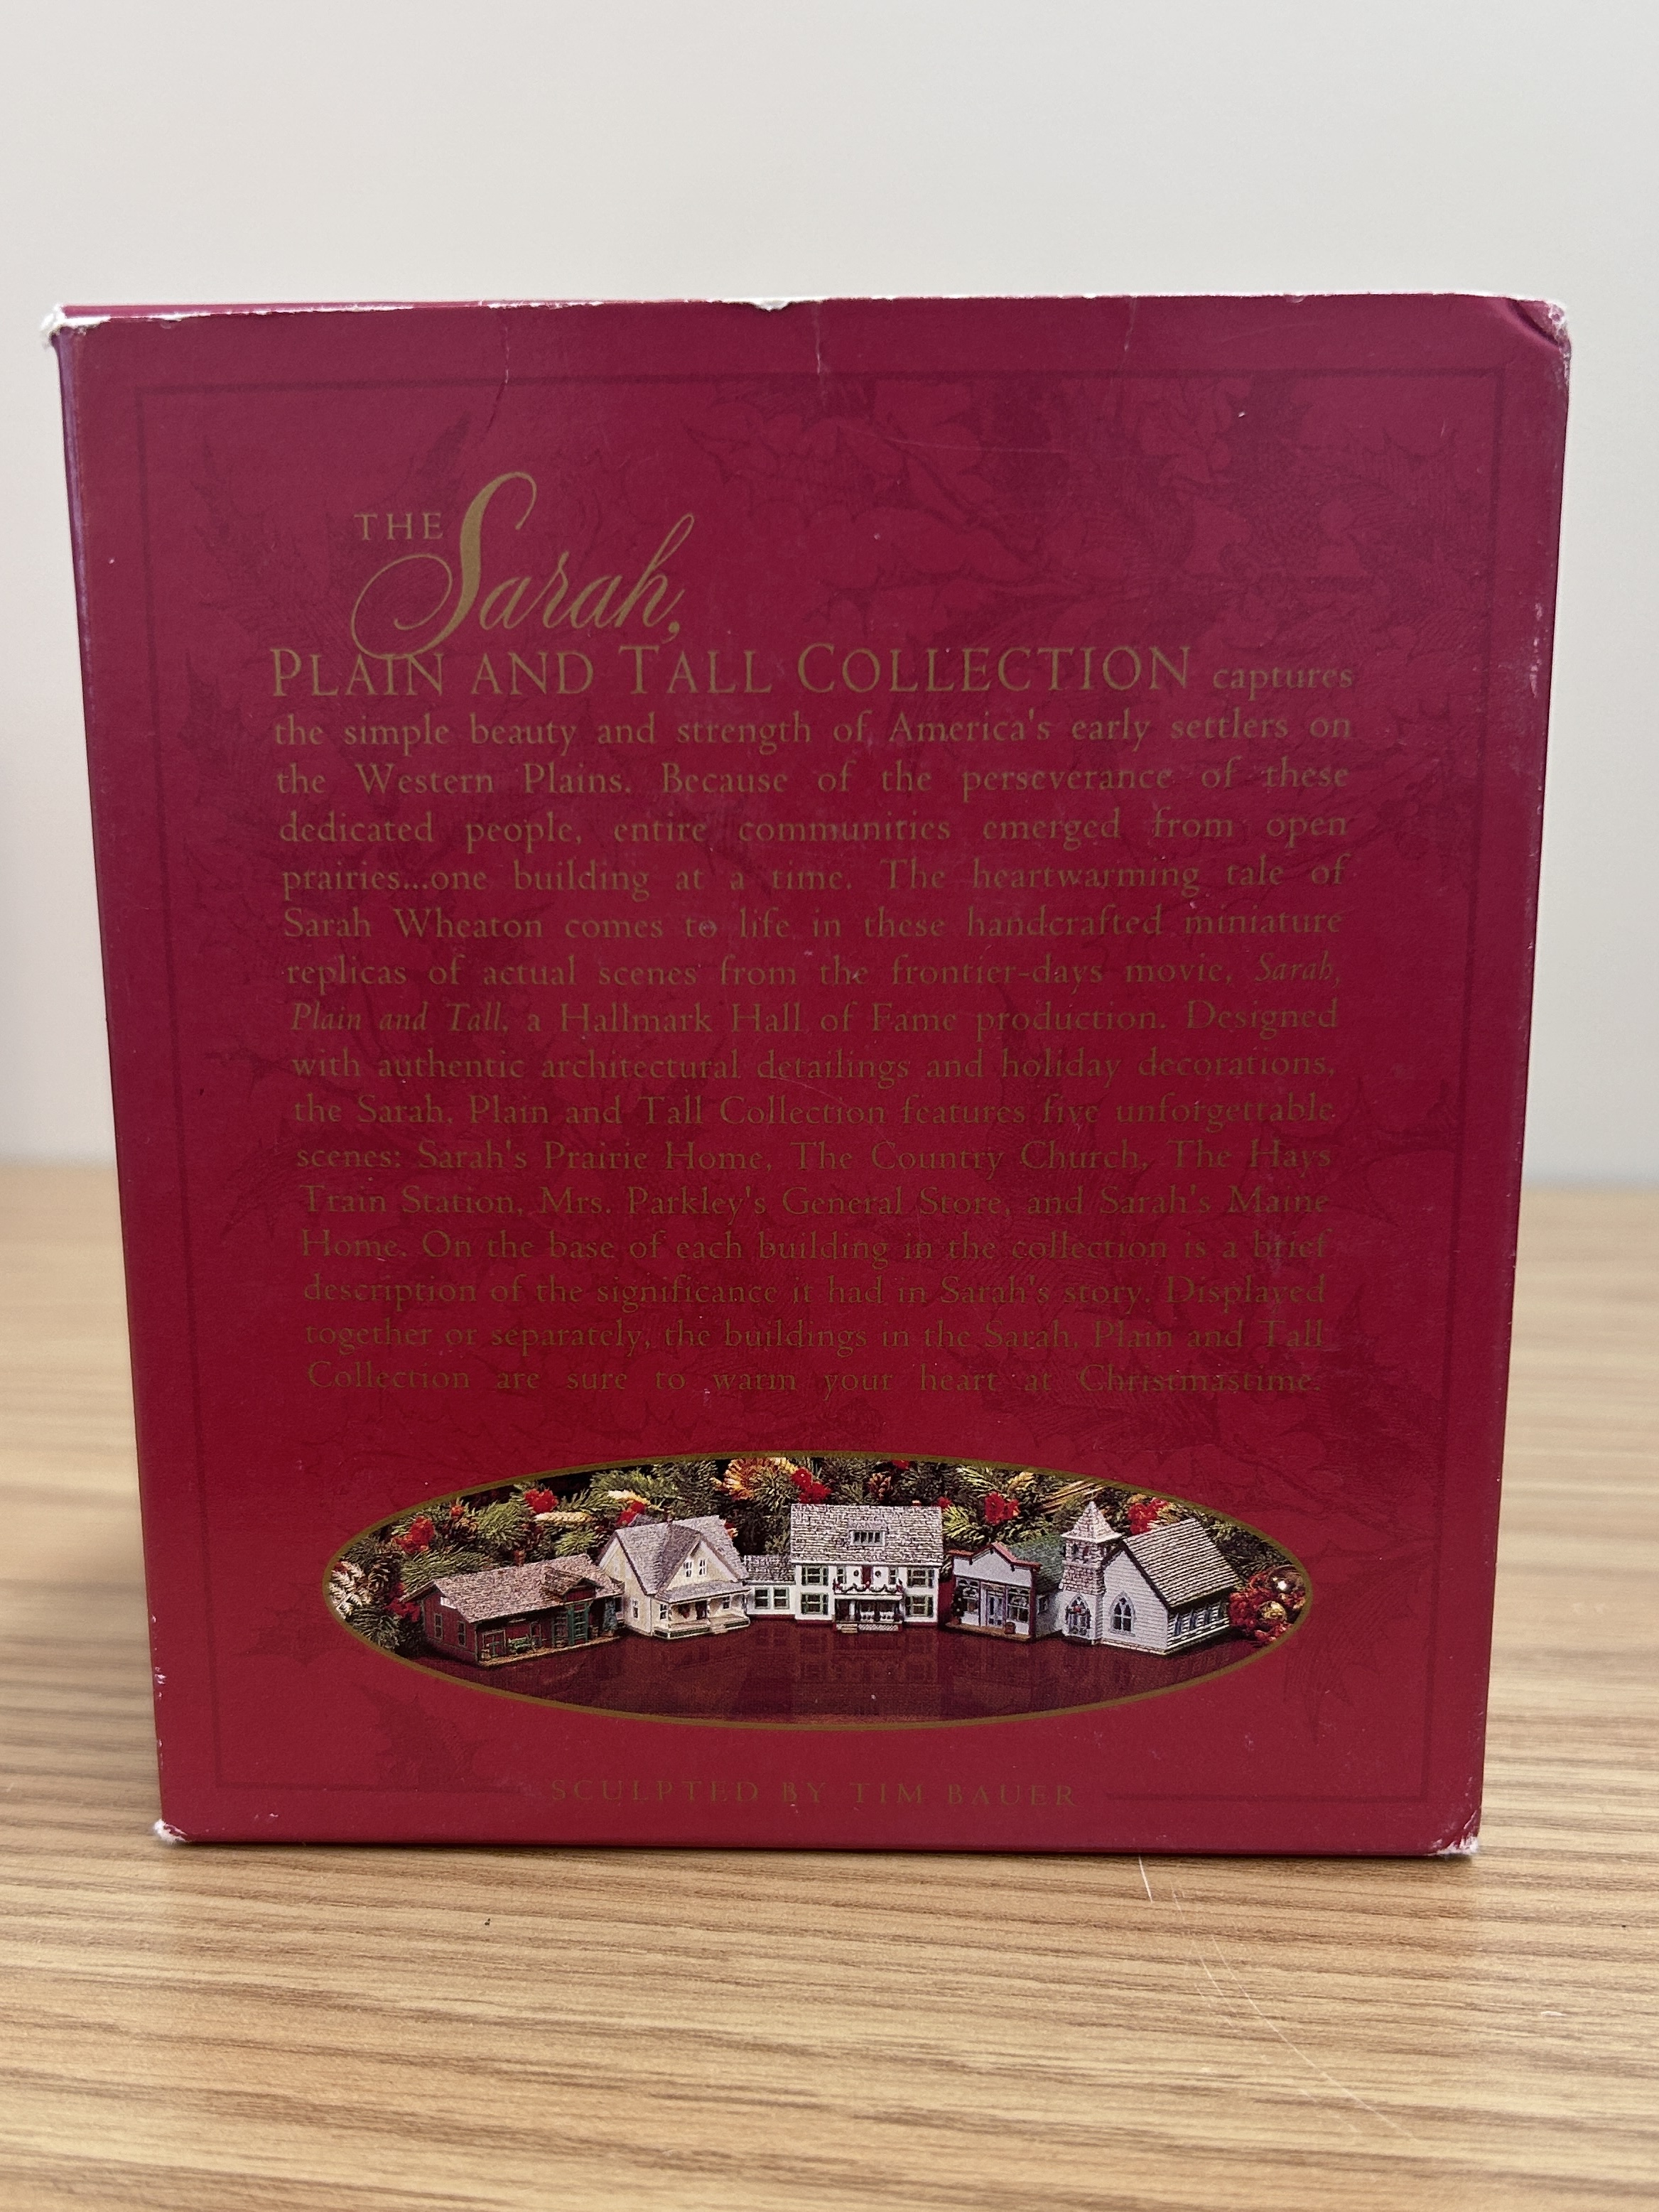 THE Sarah,
PLAIN AND TALL COLLECTION captures
the simple beauty and strength of America's early settlers on
the Western Plains. Because of the perseverance of these
dedicated people, entire communities emerged from open
prairies...one building at a time. The heartwarming tale of
Sarah Wheaton comes to life in these handcrafted miniature
replicas of actual scenes from the frontier-days movie, Sarah,
Plain and Tall, a Hallmark Hall of Fame production. Designed
with authentic architectural detailings and holiday decorations,
the Sarah, Plain and Tall Collection features five unforgettable
scenes: Sarah's Prairie Home, The Country Church, The Hays
Train Station, Mrs. Parkley's General Store, and Sarah's Maine
Home. On the base of each building in the collection is a brief
description of the significance it had in Sarah's story. Displayed
together or separately, the buildings in the Sarah, Plain and Tall
Collection are sure to warm your heart at Christmastime.
SCULPTED BY TIM BAUER